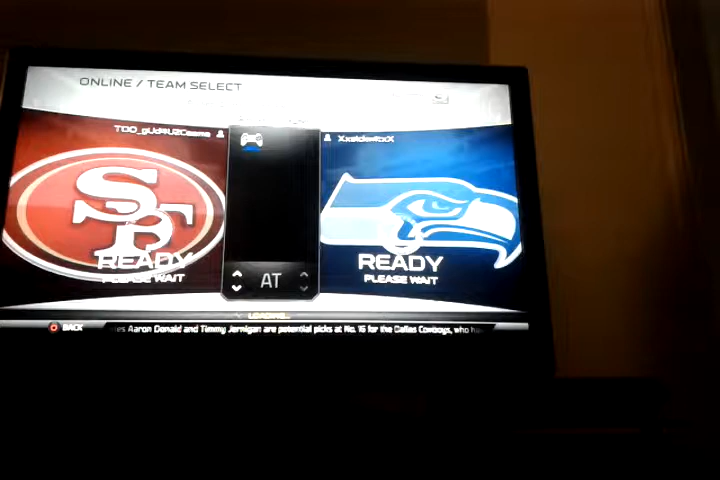 ONLINE / TEAM SELECT
SF
READY
PLEASE WAIT
AT
READY
PLEASE WAIT
LOADING...
BACK
Aaron Donald and Timmy Jernigan are potential picks at No. 16 for the Dallas Cowboys, who